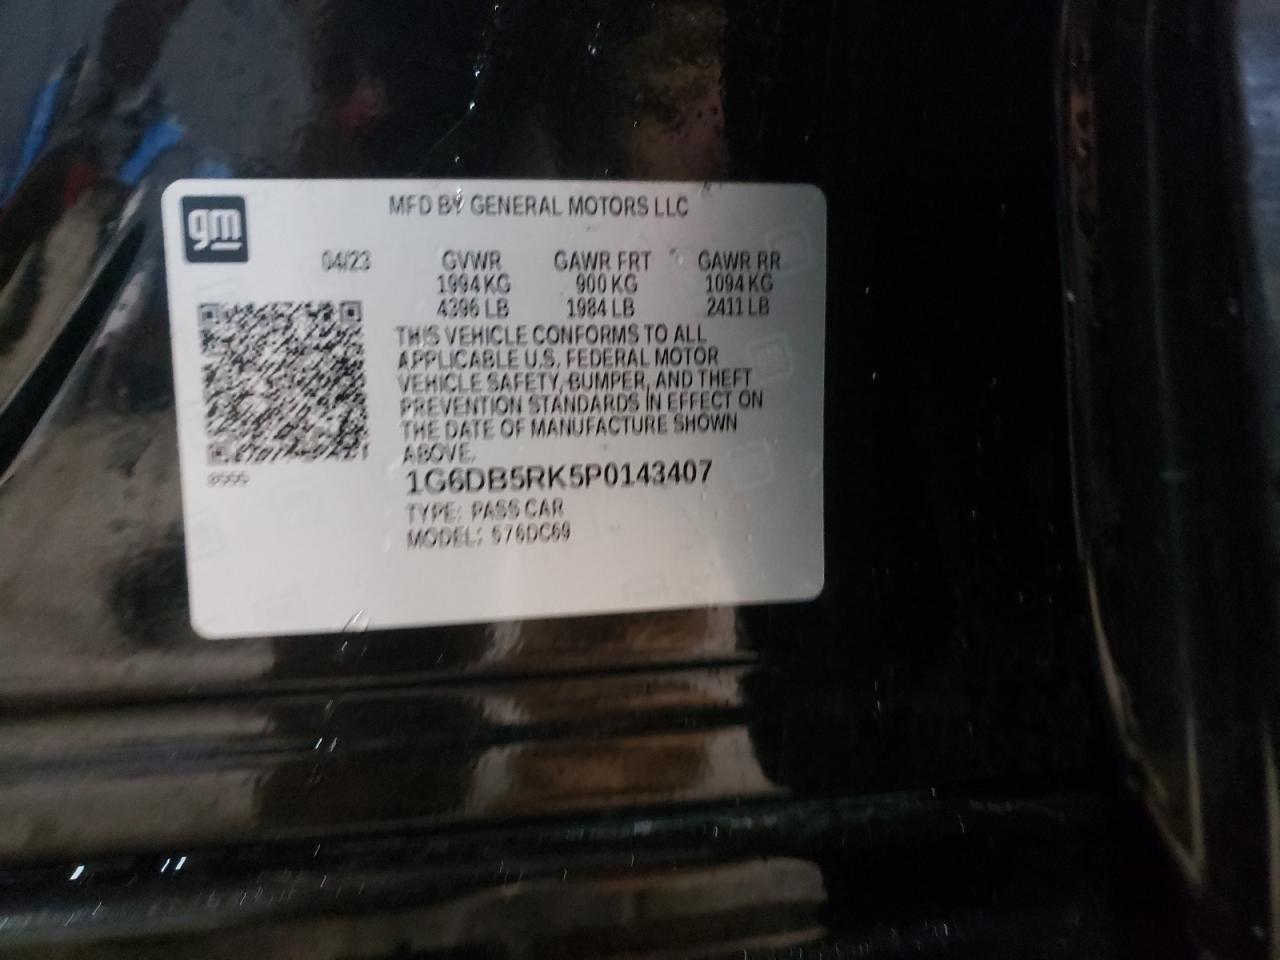 gm
MFD BY GENERAL MOTORS LLC
04/23 GVWR GAWR FRT GAWR RR
1994 KG 900 KG 1094 KG
4396 LB 1984 LB 2411 LB
THIS VEHICLE CONFORMS TO ALL
APPLICABLE U.S. FEDERAL MOTOR
VEHICLE SAFETY, BUMPER, AND THEFT
PREVENTION STANDARDS IN EFFECT ON
THE DATE OF MANUFACTURE SHOWN
ABOVE.
1G6DB5RK5P0143407
TYPE: PASS CAR
MODEL: